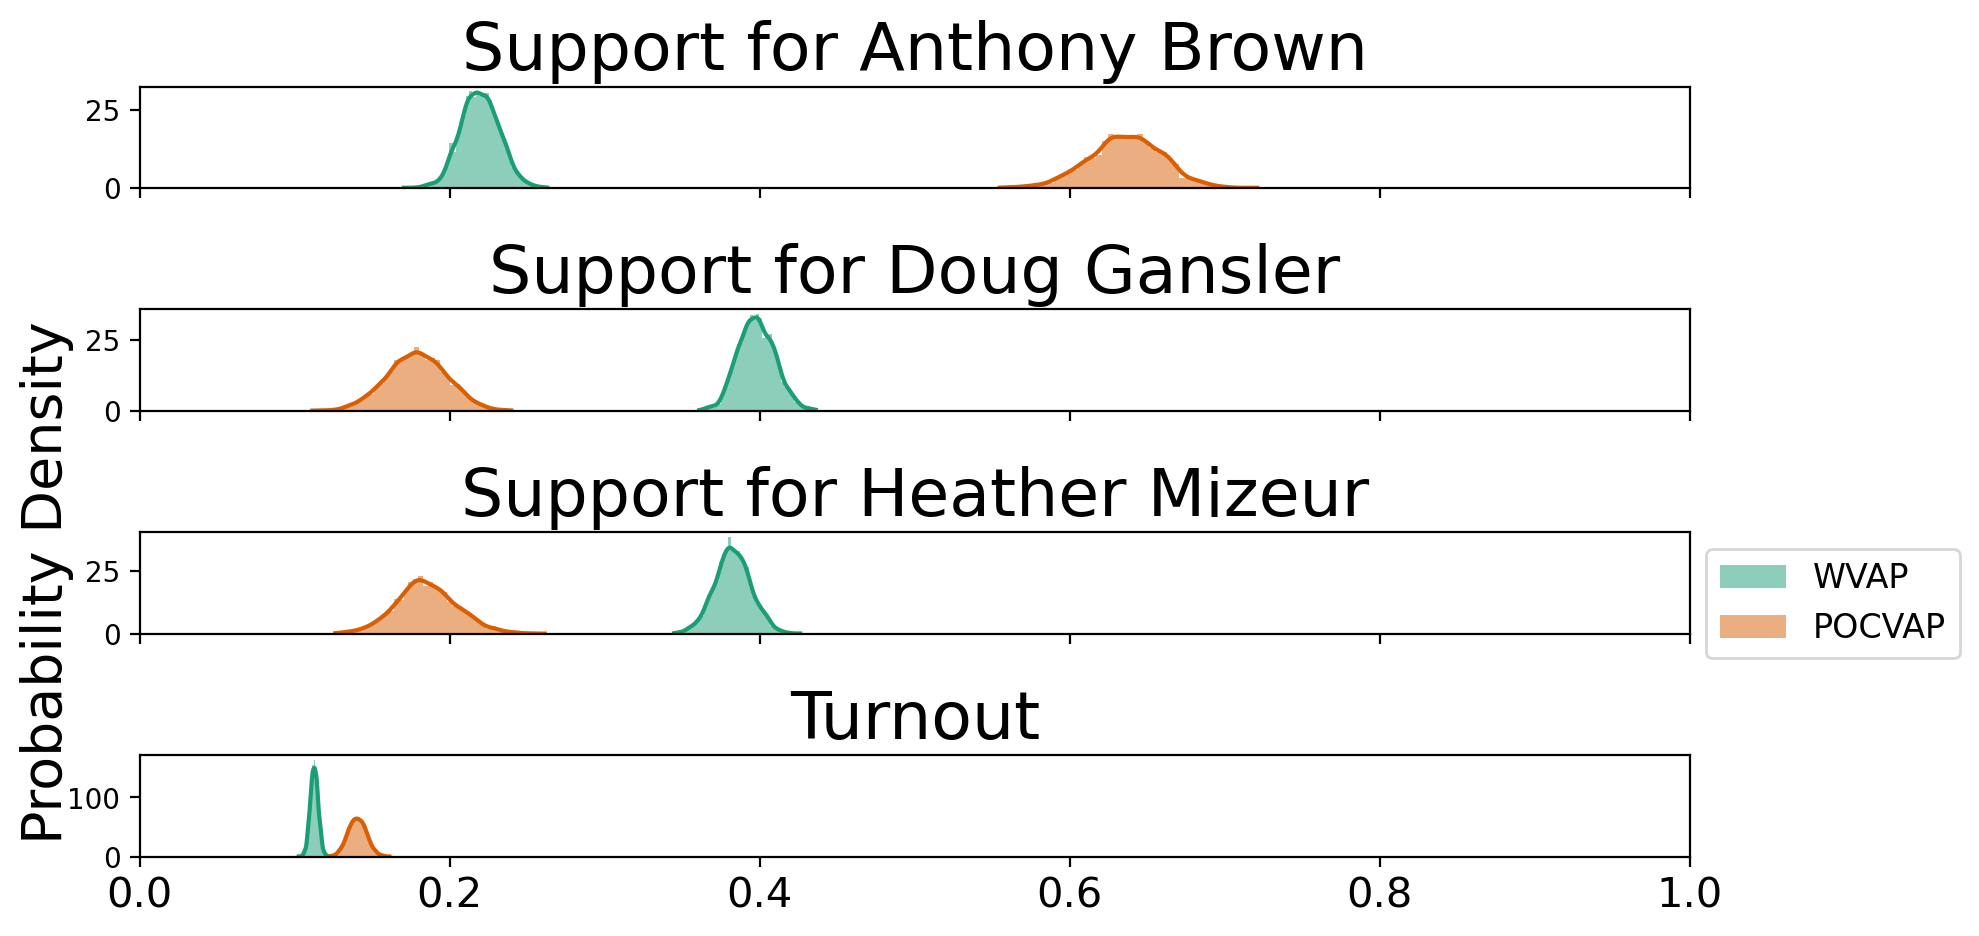 Support for Anthony Brown
25
0
Support for Doug Gansler
25
0
Support for Heather Mizeur
25
0
Turnout
100
0
0.0 0.2 0.4 0.6 0.8 1.0
Probability Density
WVAP
POCVAP